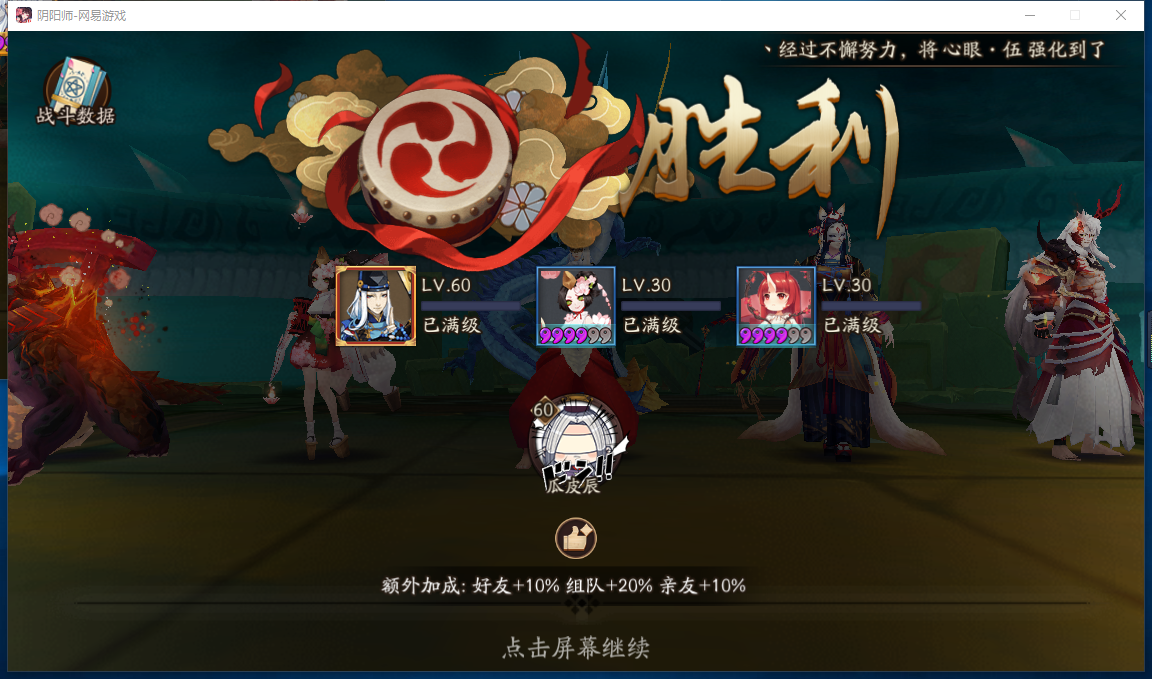 阴阳师-网易游戏
丶经过不懈努力，将 心眼·伍 强化到了
战斗数据
胜利
LV.60
已满级
LV.30
已满级
LV.30
已满级
60
ドン!!
瓜皮辰
额外加成: 好友+10% 组队+20% 亲友+10%
点击屏幕继续